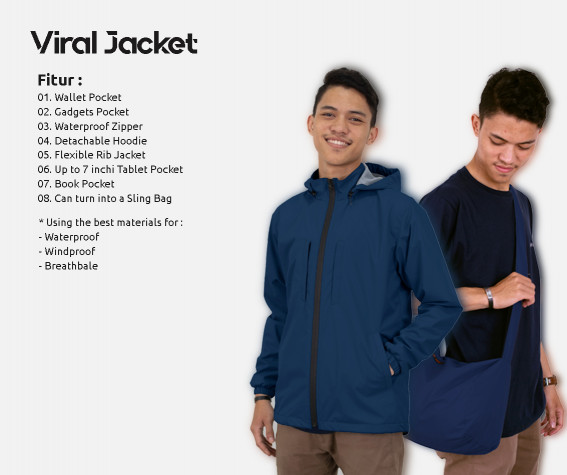 Viral Jacket
Fitur :
01. Wallet Pocket
02. Gadgets Pocket
03. Waterproof Zipper
04. Detachable Hoodie
05. Flexible Rib Jacket
06. Up to 7 inchi Tablet Pocket
07. Book Pocket
08. Can turn into a Sling Bag
* Using the best materials for :
- Waterproof
- Windproof
- Breathbale